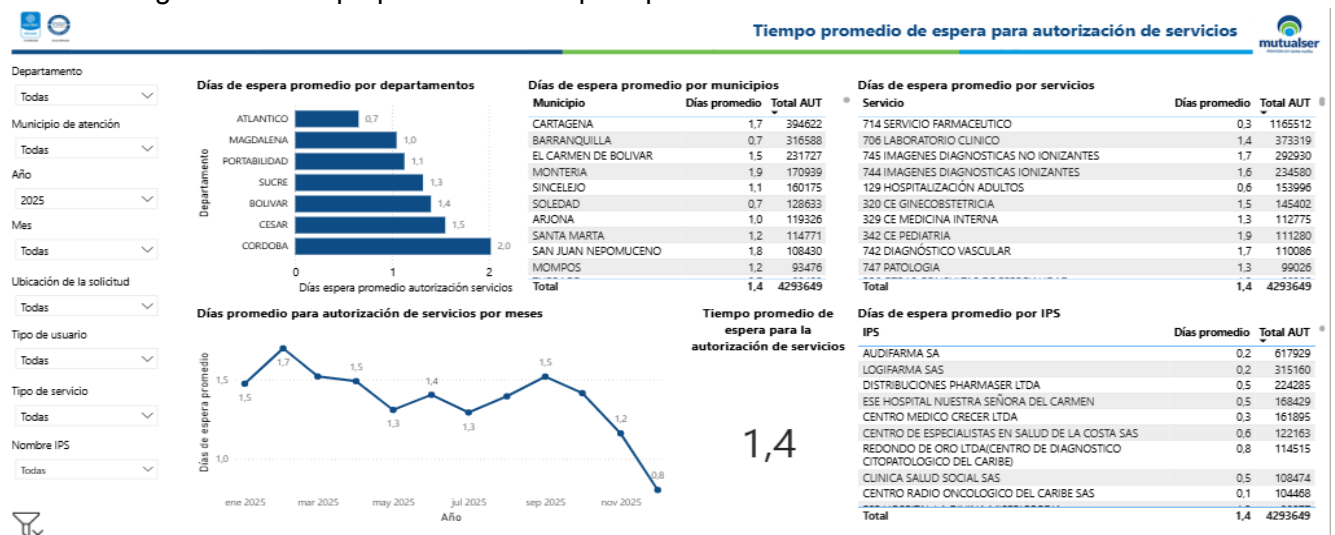 Tiempo promedio de espera para autorización de servicios
mutualser
Departamento
Todas
Municipio de atención
Todas
Año
2025
Mes
Todas
Ubicación de la solicitud
Todas
Tipo de usuario
Todas
Tipo de servicio
Todas
Nombre IPS
Todas
Días de espera promedio por departamentos
Departamento
ATLANTICO 0,7
MAGDALENA 1,0
PORTABILIDAD 1,1
SUCRE 1,3
BOLIVAR 1,4
CESAR 1,5
CORDOBA 2,0
0 1 2
Días espera promedio autorización servicios
Días de espera promedio por municipios
Municipio Días promedio Total AUT
CARTAGENA 1,7 394622
BARRANQUILLA 0,7 316588
EL CARMEN DE BOLIVAR 1,5 231727
MONTERIA 1,9 170939
SINCELEJO 1,1 160175
SOLEDAD 0,7 128633
ARJONA 1,0 119326
SANTA MARTA 1,2 114771
SAN JUAN NEPOMUCENO 1,8 108430
MOMPOS 1,2 93476
Total 1,4 4293649
Días de espera promedio por servicios
Servicio Días promedio Total AUT
714 SERVICIO FARMACEUTICO 0,3 1165512
706 LABORATORIO CLINICO 1,4 373319
745 IMAGENES DIAGNOSTICAS NO IONIZANTES 1,7 292930
744 IMAGENES DIAGNOSTICAS IONIZANTES 1,6 234580
129 HOSPITALIZACIÓN ADULTOS 0,6 153996
320 CE GINECOBSTETRICIA 1,5 145402
329 CE MEDICINA INTERNA 1,3 112775
342 CE PEDIATRIA 1,9 111280
742 DIAGNÓSTICO VASCULAR 1,7 110086
747 PATOLOGIA 1,3 99026
Total 1,4 4293649
Días promedio para autorización de servicios por meses
Días de espera promedio
1,5
1,0
1,5
1,7
1,5
1,3
1,4
1,3
1,5
1,2
0,8
ene 2025 mar 2025 may 2025 jul 2025 sep 2025 nov 2025
Año
Tiempo promedio de
espera para la
autorización de servicios
1,4
Días de espera promedio por IPS
IPS Días promedio Total AUT
AUDIFARMA SA 0,2 617929
LOGIFARMA SAS 0,2 315160
DISTRIBUCIONES PHARMASER LTDA 0,5 224285
ESE HOSPITAL NUESTRA SEÑORA DEL CARMEN 0,5 168429
CENTRO MEDICO CRECER LTDA 0,3 161895
CENTRO DE ESPECIALISTAS EN SALUD DE LA COSTA SAS 0,6 122163
REDONDO DE ORO LTDA(CENTRO DE DIAGNOSTICO 0,8 114515
CITOPATOLOGICO DEL CARIBE)
CLINICA SALUD SOCIAL SAS 0,5 108474
CENTRO RADIO ONCOLOGICO DEL CARIBE SAS 0,1 104468
Total 1,4 4293649